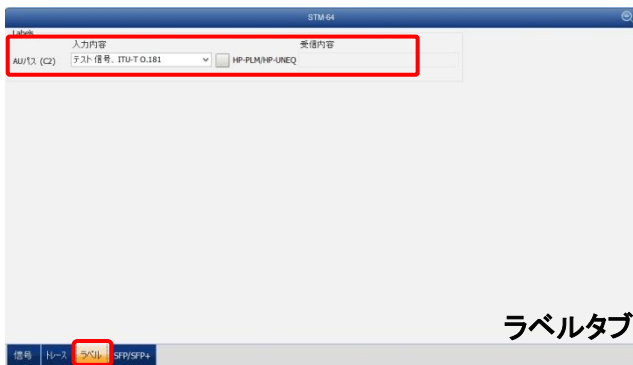 STM-64
Labels
入力内容 受信内容
AU/パス (C2) テスト信号、ITU-T O.181 HP-PLM/HP-UNEQ
ラベルタブ
信号 トレース ラベル SFP/SFP+